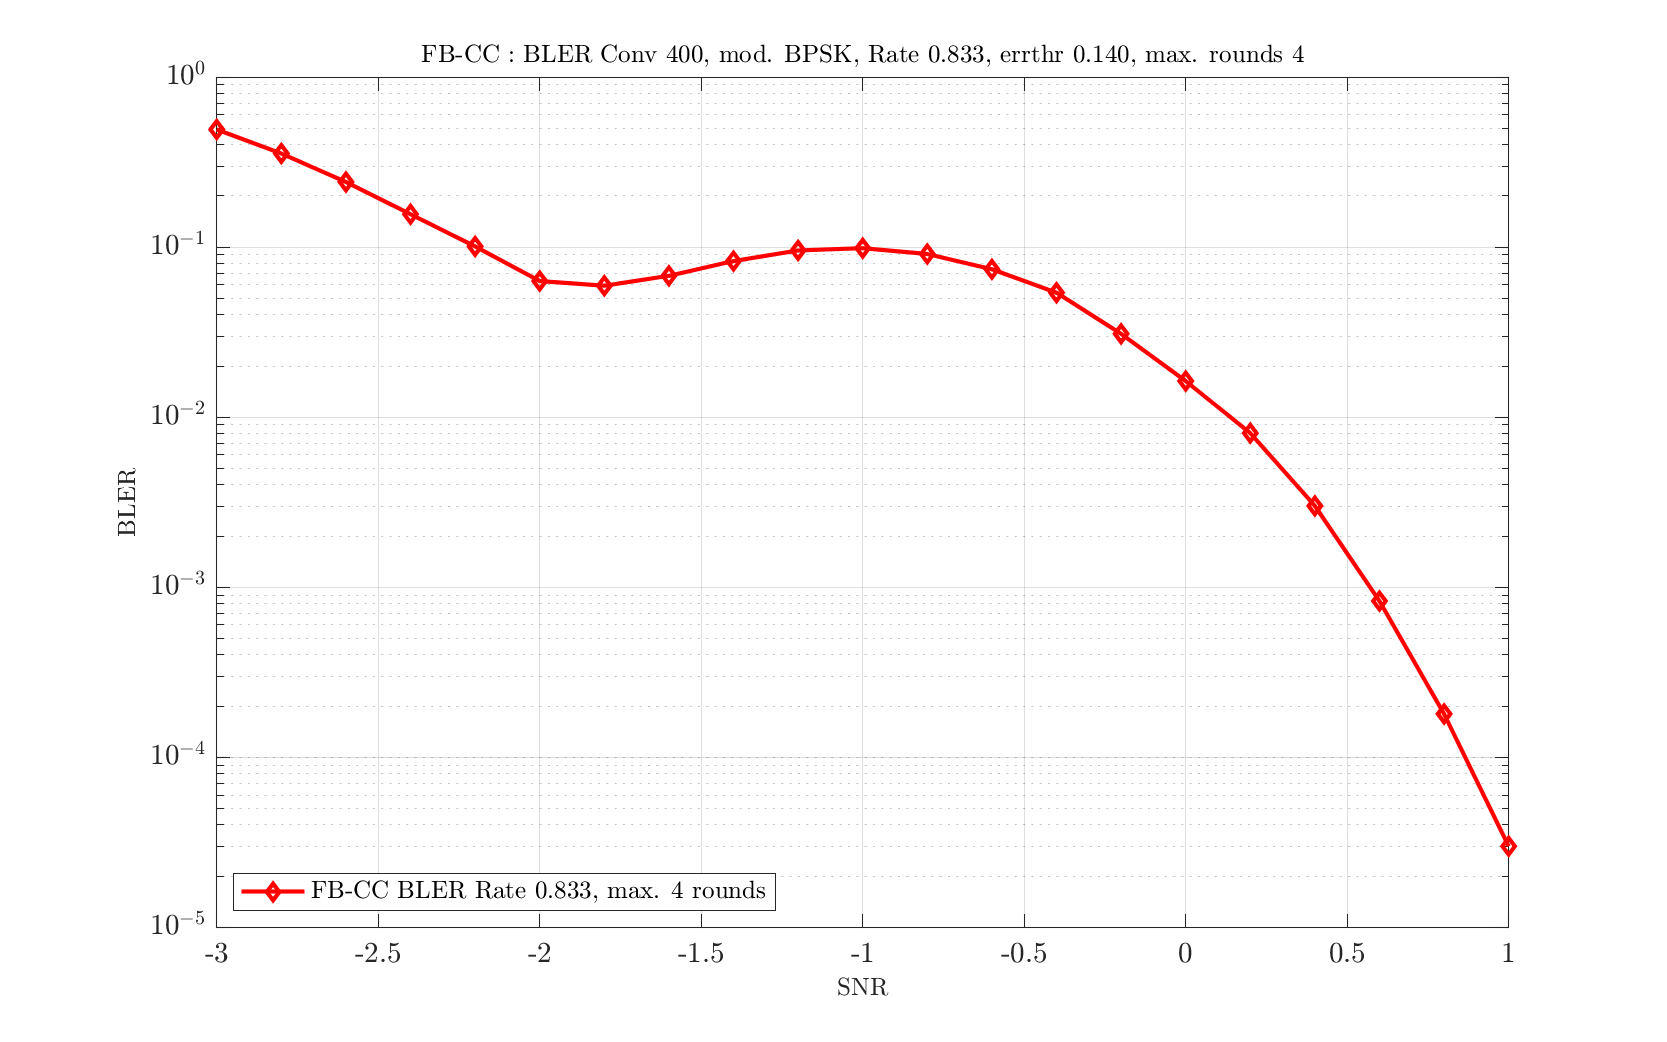 FB-CC : BLER Conv 400, mod. BPSK, Rate 0.833, errthr 0.140, max. rounds 4
10^0
10^-1
10^-2
10^-3
10^-4
10^-5
BLER
FB-CC BLER Rate 0.833, max. 4 rounds
-3 -2.5 -2 -1.5 -1 -0.5 0 0.5 1
SNR